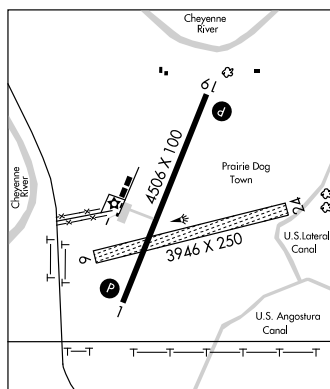 Cheyenne
River
19
P
Cheyenne
River
4506 X 100
Prairie Dog
Town
24
3946 X 250
6
U.S.Lateral
Canal
P
1
U.S. Angostura
Canal
T T
T T T T T